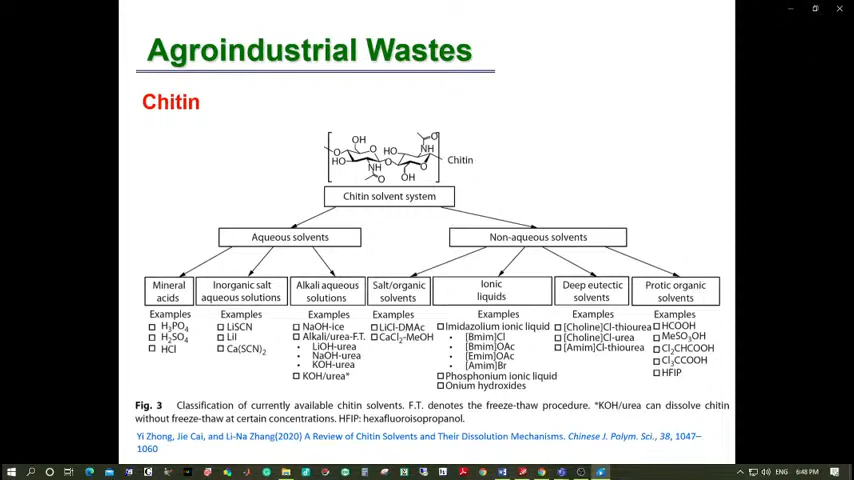 Agroindustrial Wastes
Chitin
OH
O
HO
NH
O
HO
O
OH
NH
O
O
Chitin
Chitin solvent system
Aqueous solvents
Non-aqueous solvents
Mineral acids
Inorganic salt aqueous solutions
Alkali aqueous solutions
Salt/organic solvents
Ionic liquids
Deep eutectic solvents
Protic organic solvents
Examples
H3PO4
H2SO4
HCl
Examples
LiSCN
LiI
Ca(SCN)2
Examples
NaOH-ice
Alkali/urea-F.T.
LiOH-urea
NaOH-urea
KOH-urea
KOH/urea*
Examples
LiCl-DMAc
CaCl2-MeOH
Examples
Imidazolium ionic liquid
[Bmim]Cl
[Bmim]OAc
[Emim]OAc
[Amim]Br
Phosphonium ionic liquid
Onium hydroxides
Examples
[Choline]Cl-thiourea
[Choline]Cl-urea
[Amim]Cl-thiourea
Examples
HCOOH
MeSO3OH
Cl2CHCOOH
Cl3CCOOH
HFIP
Fig. 3 Classification of currently available chitin solvents. F.T. denotes the freeze-thaw procedure. *KOH/urea can dissolve chitin
without freeze-thaw at certain concentrations. HFIP: hexafluoroisopropanol.
Yi Zhong, Jie Cai, and Li-Na Zhang(2020) A Review of Chitin Solvents and Their Dissolution Mechanisms. Chinese J. Polym. Sci., 38, 1047–
1060
ENG 6:48 PM